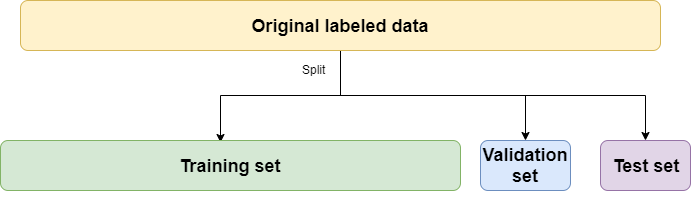 Original labeled data
Split
Training set
Validation
set
Test set